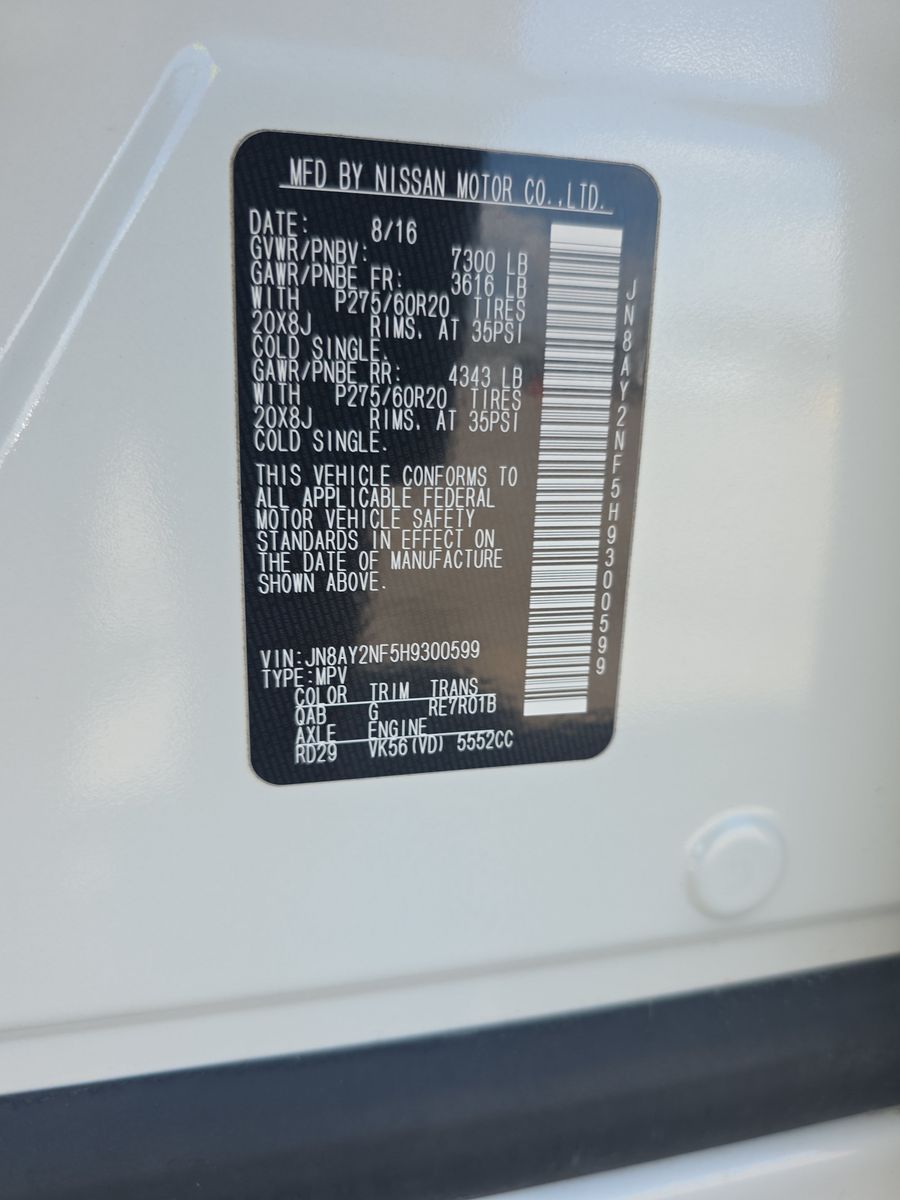 MFD BY NISSAN MOTOR CO.,LTD.
DATE: 8/16
GVWR/PNBV: 7300 LB
GAWR/PNBE FR: 3616 LB
WITH P275/60R20 TIRES
20X8J RIMS. AT 35PSI
COLD SINGLE.
GAWR/PNBE RR: 4343 LB
WITH P275/60R20 TIRES
20X8J RIMS. AT 35PSI
COLD SINGLE.
THIS VEHICLE CONFORMS TO
ALL APPLICABLE FEDERAL
MOTOR VEHICLE SAFETY
STANDARDS IN EFFECT ON
THE DATE OF MANUFACTURE
SHOWN ABOVE.
VIN:JN8AY2NF5H9300599
TYPE:MPV
COLOR TRIM TRANS
QAB G RE7R01B
AXLE ENGINE
RD29 VK56(VD) 5552CC
JN8AY2NF5H9300599